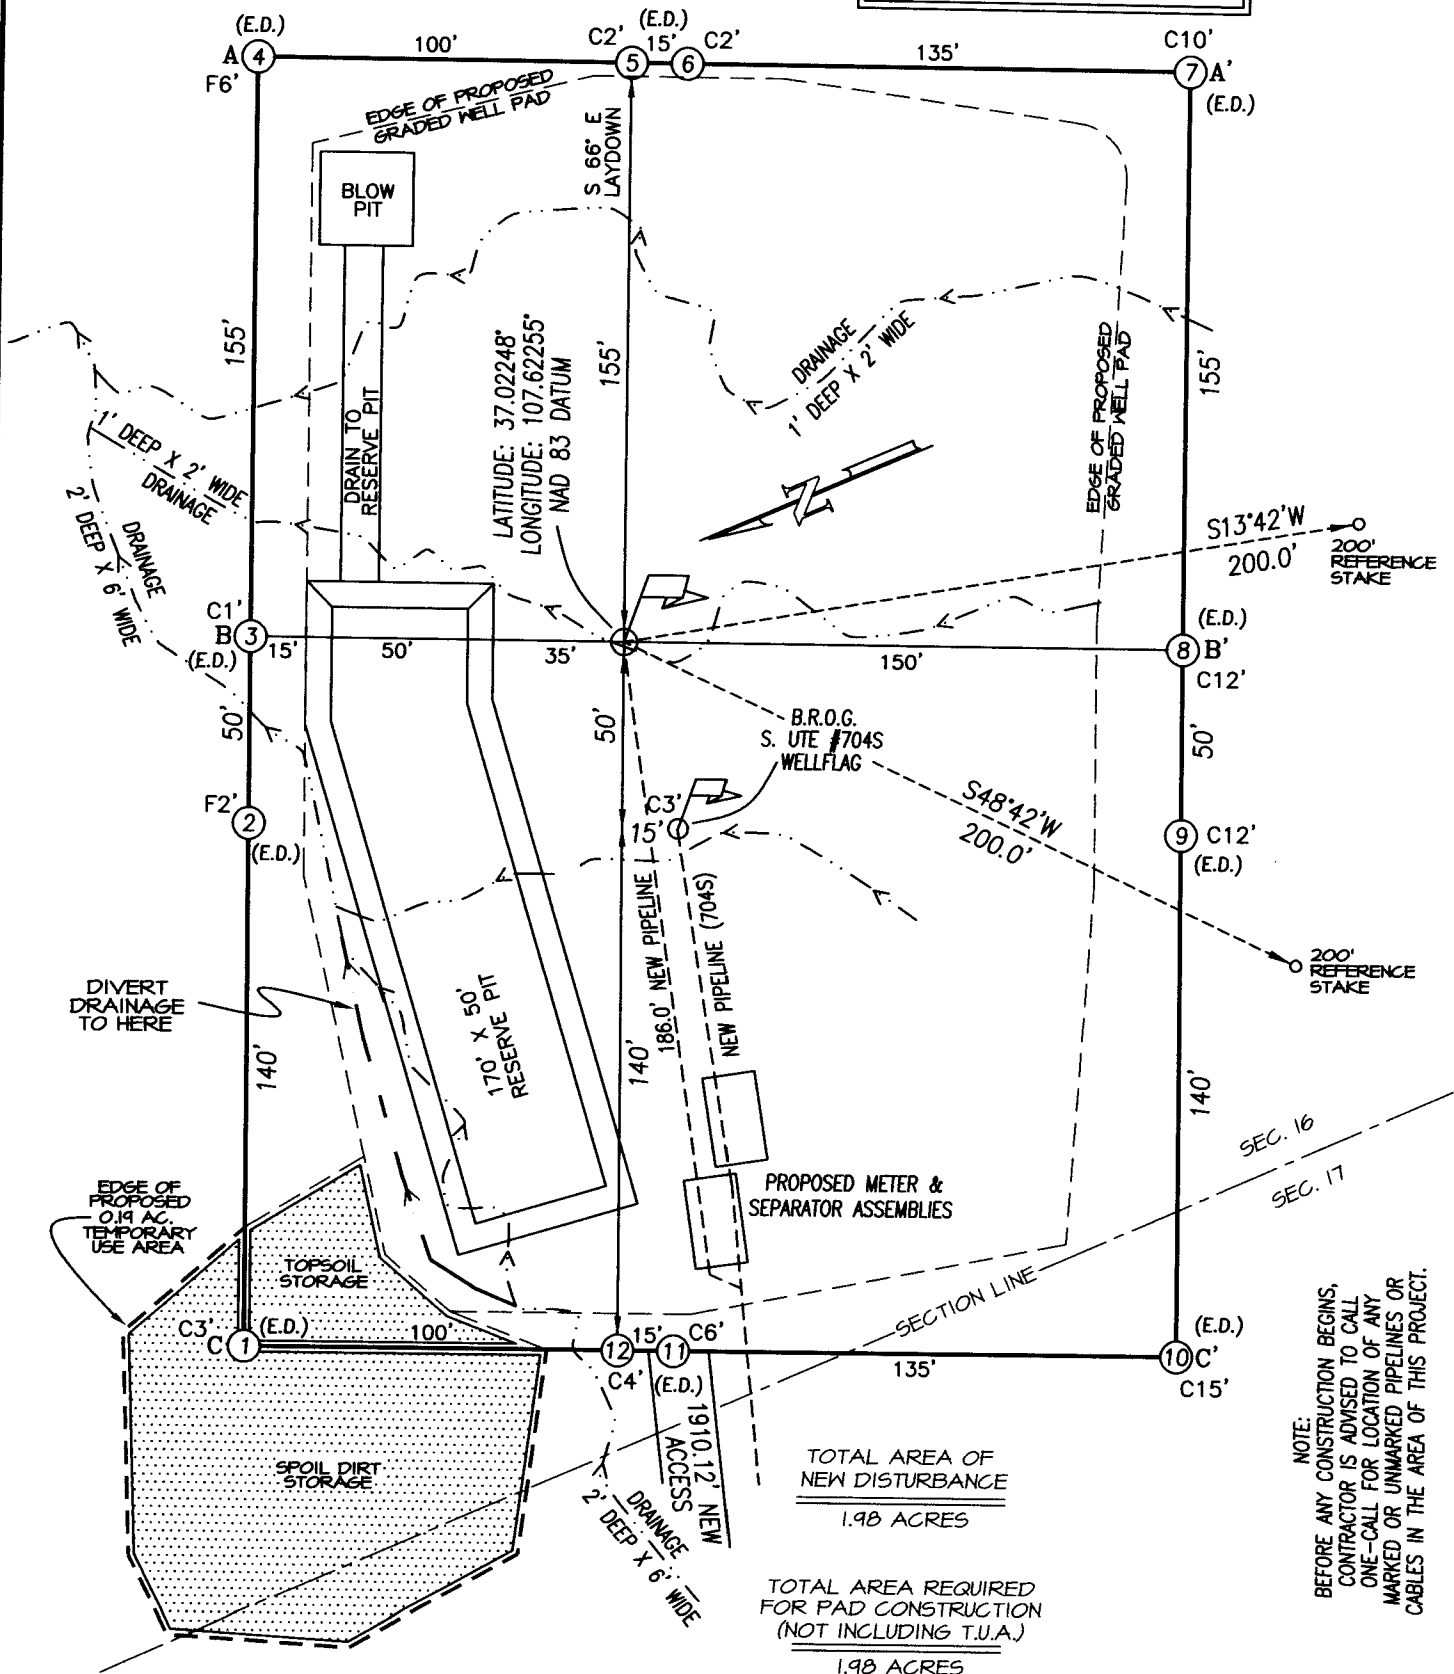 (E.D.)
A 4 100' C2' 5 (E.D.) 15' 6 C2' 135' C10' 7 A'
F6'
(E.D.)
EDGE OF PROPOSED
GRADED WELL PAD
S 66° E
LAYDOWN
BLOW
PIT
155'
155'
155'
DRAIN TO
RESERVE PIT
LATITUDE: 37.02248°
LONGITUDE: 107.62255°
NAD 83 DATUM
DRAINAGE
1' DEEP X 2' WIDE
EDGE OF PROPOSED
GRADED WELL PAD
1' DEEP X 2' WIDE
DRAINAGE
DRAINAGE
2' DEEP X 6' WIDE
N
S13°42'W
200.0'
200'
REFERENCE
STAKE
C1'
B 3 15' 50' 35' 150' 8 B'
(E.D.)
(E.D.)
C12'
50'
50'
50'
B.R.O.G.
S. UTE #704S
WELLFLAG
F2'
2
(E.D.)
C3'
15'
S48°42'W
200.0'
9 C12'
(E.D.)
200'
REFERENCE
STAKE
186.0' NEW PIPELINE
NEW PIPELINE (704S)
DIVERT
DRAINAGE
TO HERE
170' X 50'
RESERVE PIT
140'
140'
140'
SEC. 16
SEC. 17
PROPOSED METER &
SEPARATOR ASSEMBLIES
EDGE OF
PROPOSED
0.19 AC.
TEMPORARY
USE AREA
TOPSOIL
STORAGE
SECTION LINE
C3'
C 1 (E.D.) 100' 12 15' 11 C6' 135' 10 C'
C4' (E.D.)
(E.D.)
C15'
SPOIL DIRT
STORAGE
1910.12' NEW
ACCESS
DRAINAGE
2' DEEP X 6' WIDE
TOTAL AREA OF
NEW DISTURBANCE
1.98 ACRES
TOTAL AREA REQUIRED
FOR PAD CONSTRUCTION
(NOT INCLUDING T.U.A.)
1.98 ACRES
NOTE:
BEFORE ANY CONSTRUCTION BEGINS,
CONTRACTOR IS ADVISED TO CALL
ONE-CALL FOR LOCATION OF ANY
MARKED OR UNMARKED PIPELINES OR
CABLES IN THE AREA OF THIS PROJECT.